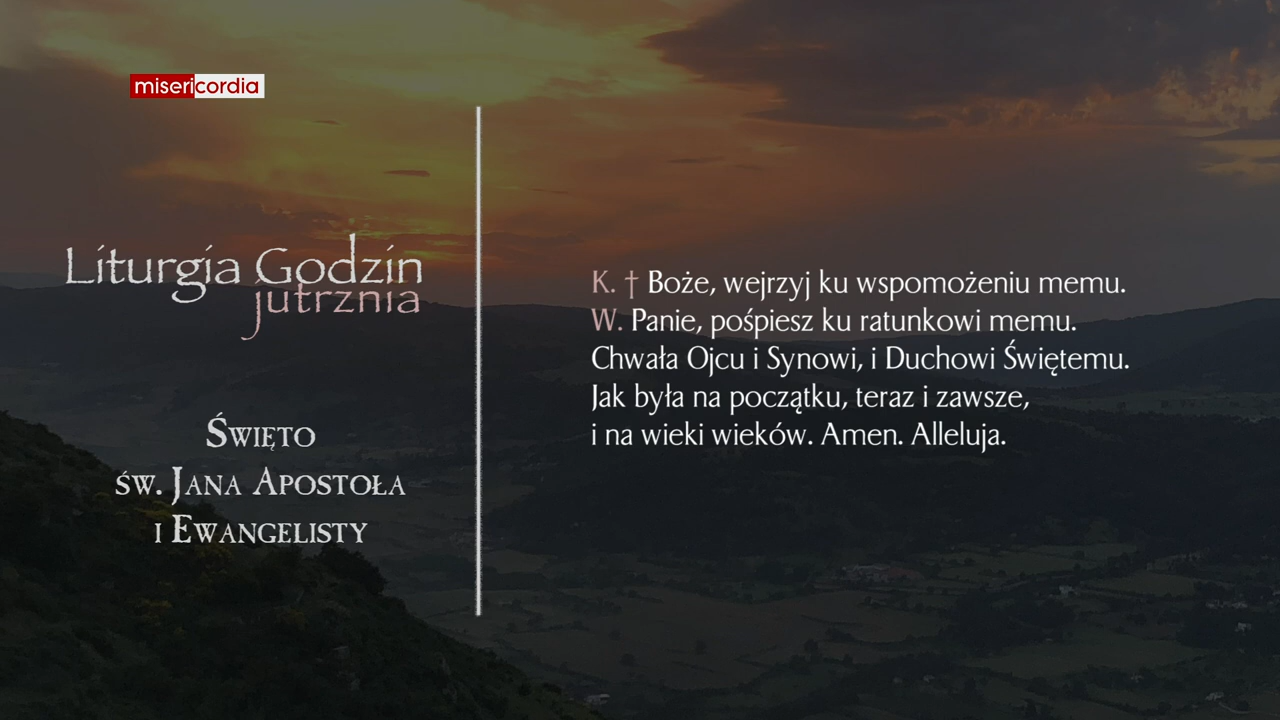 misericordia
Liturgia Godzin
jutrznia
Święto
św. Jana Apostoła
i Ewangelisty
K. † Boże, wejrzyj ku wspomożeniu memu.
W. Panie, pośpiesz ku ratunkowi memu.
Chwała Ojcu i Synowi, i Duchowi Świętemu.
Jak była na początku, teraz i zawsze,
i na wieki wieków. Amen. Alleluja.